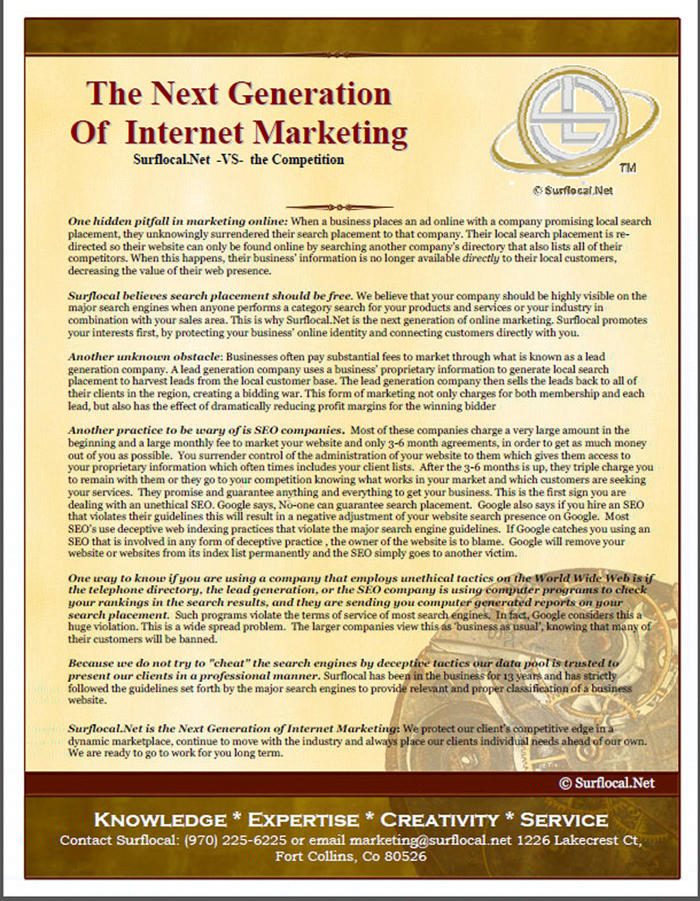 The Next Generation
Of Internet Marketing
Surflocal.Net -VS- the Competition
SL
TM
© Surflocal.Net
One hidden pitfall in marketing online: When a business places an ad online with a company promising local search
placement, they unknowingly surrendered their search placement to that company. Their local search placement is re-
directed so their website can only be found online by searching another company's directory that also lists all of their
competitors. When this happens, their business' information is no longer available directly to their local customers,
decreasing the value of their web presence.
Surflocal believes search placement should be free. We believe that your company should be highly visible on the
major search engines when anyone performs a category search for your products and services or your industry in
combination with your sales area. This is why Surflocal.Net is the next generation of online marketing. Surflocal promotes
your interests first, by protecting your business' online identity and connecting customers directly with you.
Another unknown obstacle: Businesses often pay substantial fees to market through what is known as a lead
generation company. A lead generation company uses a business' proprietary information to generate local search
placement to harvest leads from the local customer base. The lead generation company then sells the leads back to all of
their clients in the region, creating a bidding war. This form of marketing not only charges for both membership and each
lead, but also has the effect of dramatically reducing profit margins for the winning bidder
Another practice to be wary of is SEO companies. Most of these companies charge a very large amount in the
beginning and a large monthly fee to market your website and only 3-6 month agreements, in order to get as much money
out of you as possible. You surrender control of the administration of your website to them which gives them access to
your proprietary information which often times includes your client lists. After the 3-6 months is up, they triple charge you
to remain with them or they go to your competition knowing what works in your market and which customers are seeking
your services. They promise and guarantee anything and everything to get your business. This is the first sign you are
dealing with an unethical SEO. Google says, No-one can guarantee search placement. Google also says if you hire an SEO
that violates their guidelines this will result in a negative adjustment of your website search presence on Google. Most
SEO's use deceptive web indexing practices that violate the major search engine guidelines. If Google catches you using an
SEO that is involved in any form of deceptive practice , the owner of the website is to blame. Google will remove your
website or websites from its index list permanently and the SEO simply goes to another victim.
One way to know if you are using a company that employs unethical tactics on the World Wide Web is if
the telephone directory, the lead generation, or the SEO company is using computer programs to check
your rankings in the search results, and they are sending you computer generated reports on your
search placement. Such programs violate the terms of service of most search engines. In fact, Google considers this a
huge violation. This is a wide spread problem. The larger companies view this as 'business as usual', knowing that many of
their customers will be banned.
Because we do not try to "cheat" the search engines by deceptive tactics our data pool is trusted to
present our clients in a professional manner. Surflocal has been in the business for 13 years and has strictly
followed the guidelines set forth by the major search engines to provide relevant and proper classification of a business
website.
Surflocal.Net is the Next Generation of Internet Marketing: We protect our client's competitive edge in a
dynamic marketplace, continue to move with the industry and always place our clients individual needs ahead of our own.
We are ready to go to work for you long term.
© Surflocal.Net
Knowledge * Expertise * Creativity * Service
Contact Surflocal: (970) 225-6225 or email marketing@surflocal.net 1226 Lakecrest Ct,
Fort Collins, Co 80526